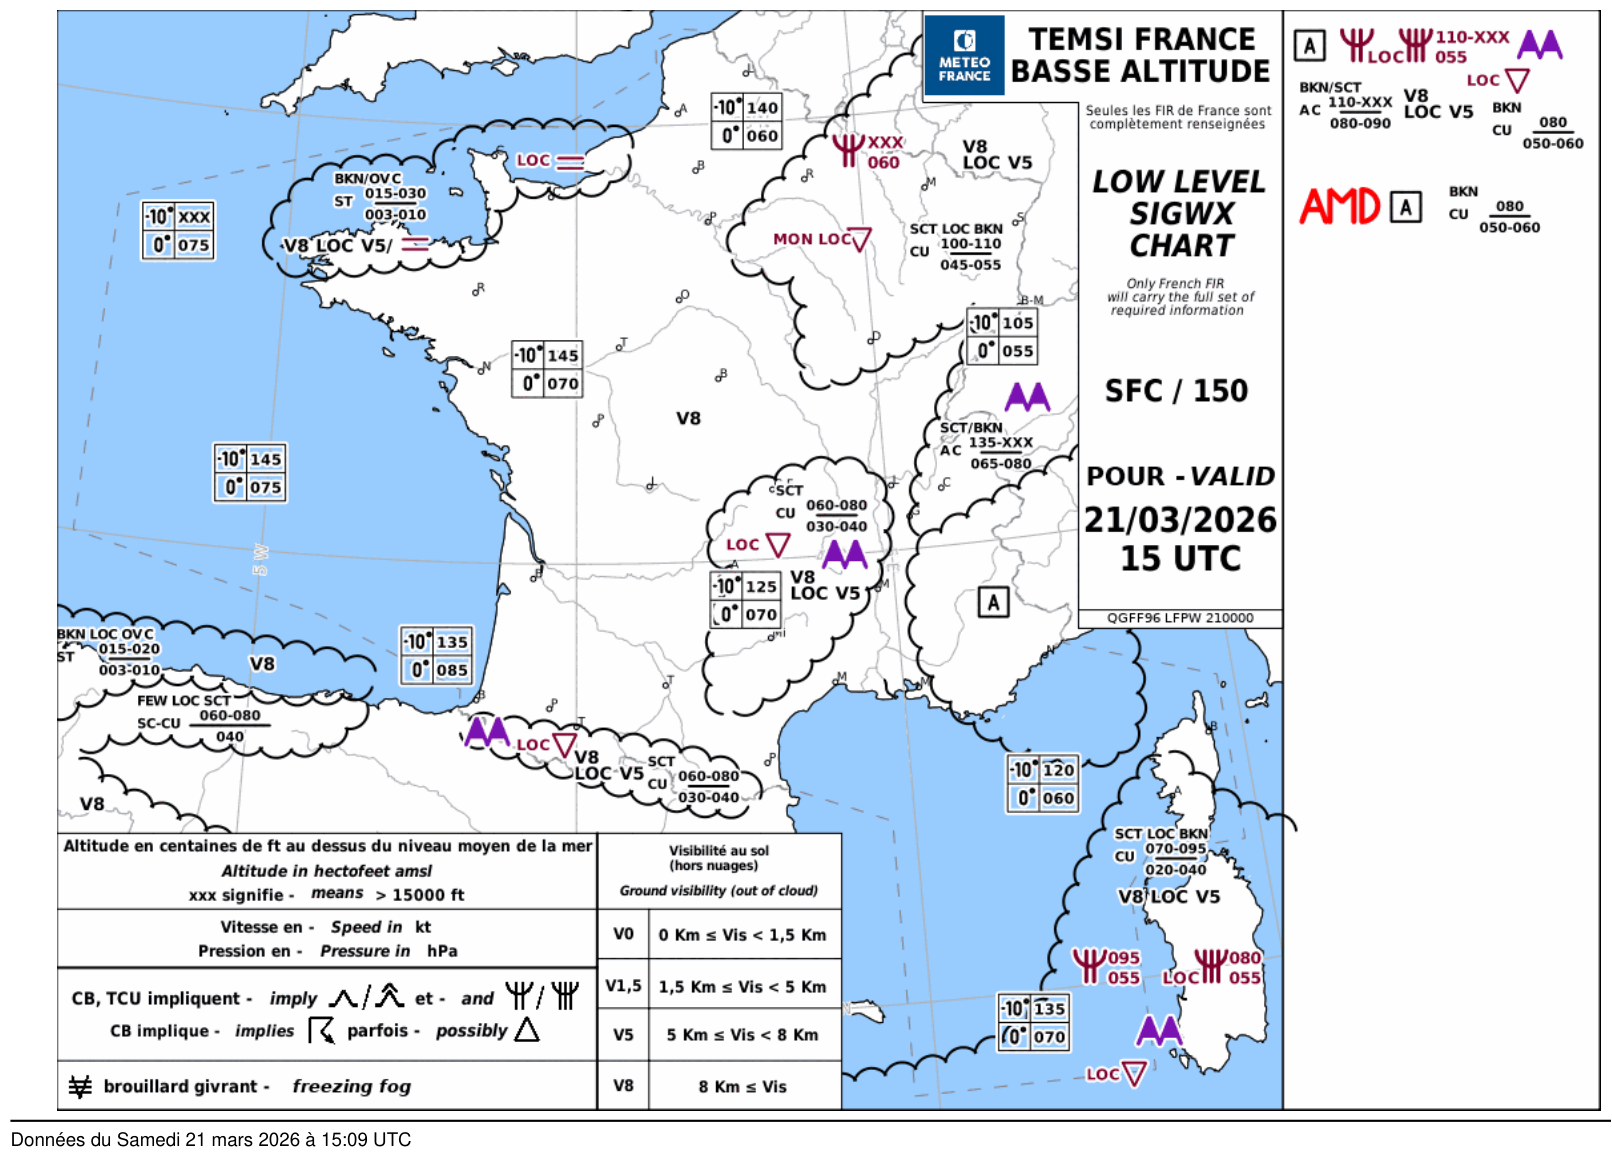 METEO
FRANCE
TEMSI FRANCE
BASSE ALTITUDE
Seules les FIR de France sont
complètement renseignées
LOW LEVEL
SIGWX
CHART
Only French FIR
will carry the full set of
required information
SFC / 150
POUR - VALID
21/03/2026
15 UTC
QGFF96 LFPW 210000
A
LOC
110-XXX
055
LOC
BKN/SCT
AC 110-XXX
080-090
V8
LOC V5
BKN
CU 080
050-060
AMD A
BKN
CU 080
050-060
-10° 140
0° 060
XXX
060
V8
LOC V5
LOC
BKN/OVC
ST 015-030
003-010
V8 LOC V5/
-10° XXX
0° 075
MON LOC
SCT LOC BKN
CU 100-110
045-055
B-M
-10° 105
0° 055
-10° 145
0° 070
V8
SCT/BKN
AC 135-XXX
065-080
-10° 145
0° 075
5 W
SCT
CU 060-080
030-040
LOC
V8
LOC V5
-10° 125
0° 070
A
BKN LOC OVC
ST 015-020
003-010
V8
-10° 135
0° 085
FEW LOC SCT
SC-CU 060-080
040
LOC
V8
LOC V5
SCT
CU 060-080
030-040
V8
-10° 120
0° 060
SCT LOC BKN
CU 070-095
020-040
V8 LOC V5
095
055
LOC
080
055
-10° 135
0° 070
LOC
Altitude en centaines de ft au dessus du niveau moyen de la mer
Altitude in hectofeet amsl
xxx signifie - means > 15000 ft
Vitesse en - Speed in kt
Pression en - Pressure in hPa
CB, TCU impliquent - imply / et - and /
CB implique - implies parfois - possibly
brouillard givrant - freezing fog
Visibilité au sol
(hors nuages)
Ground visibility (out of cloud)
V0 0 Km ≤ Vis < 1,5 Km
V1,5 1,5 Km ≤ Vis < 5 Km
V5 5 Km ≤ Vis < 8 Km
V8 8 Km ≤ Vis
Données du Samedi 21 mars 2026 à 15:09 UTC